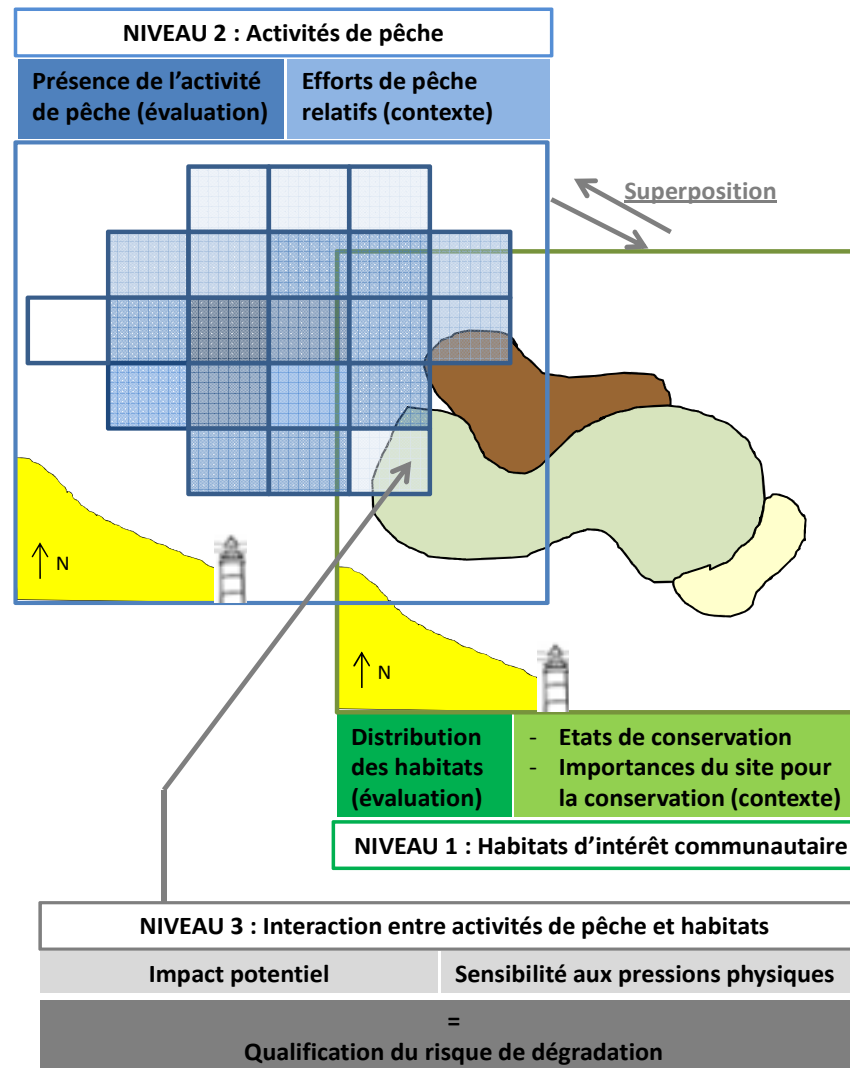 NIVEAU 2 : Activités de pêche
Présence de l'activité
de pêche (évaluation)
Efforts de pêche
relatifs (contexte)
Superposition
N
N
Distribution
des habitats
(évaluation)
- Etats de conservation
- Importances du site pour
la conservation (contexte)
NIVEAU 1 : Habitats d'intérêt communautaire
NIVEAU 3 : Interaction entre activités de pêche et habitats
Impact potentiel
Sensibilité aux pressions physiques
=
Qualification du risque de dégradation